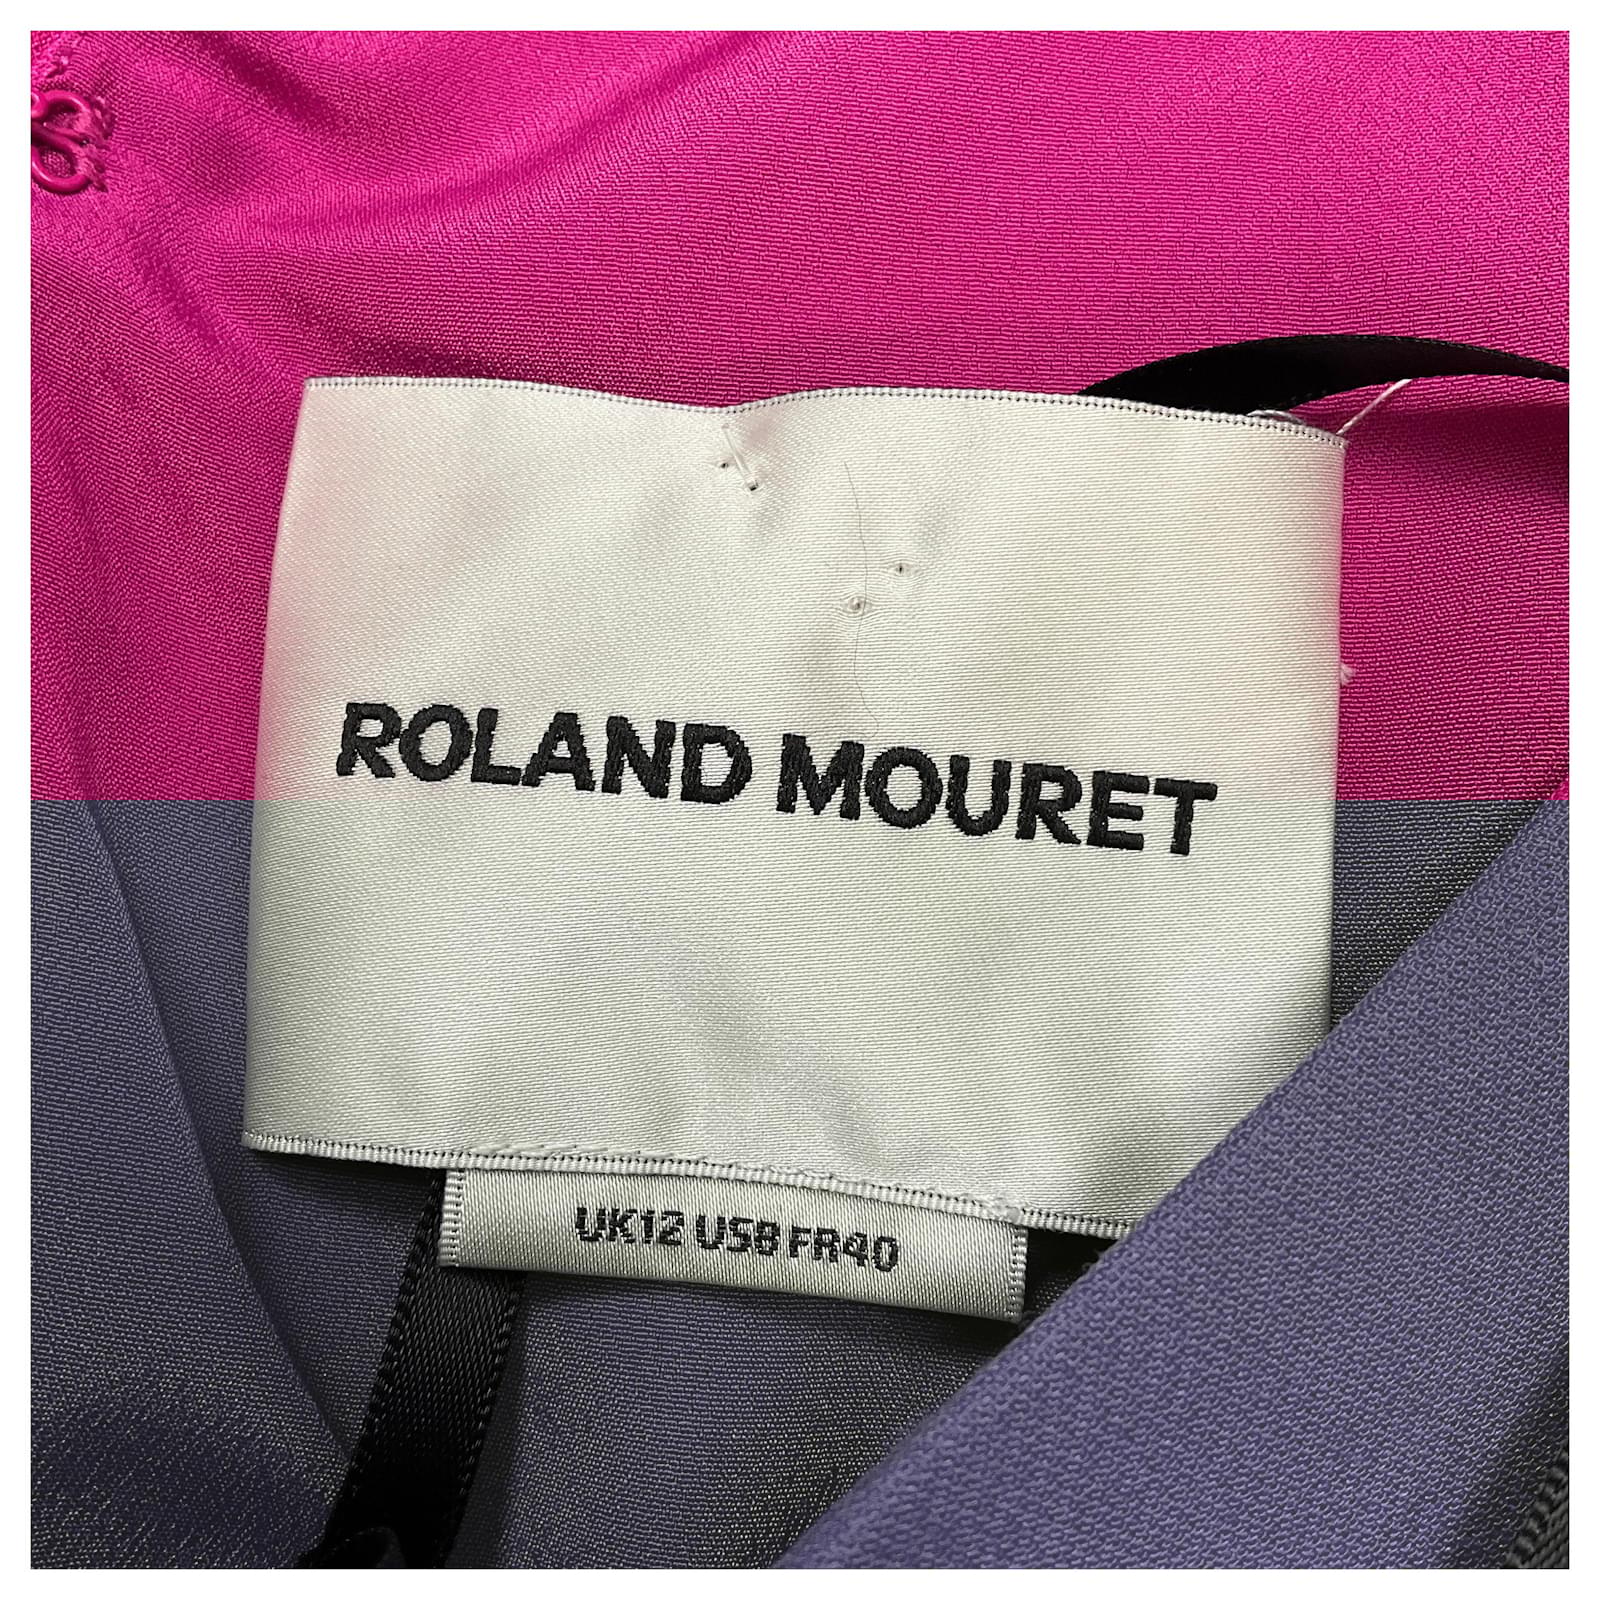 ROLAND MOURET
UK12 US8 FR40